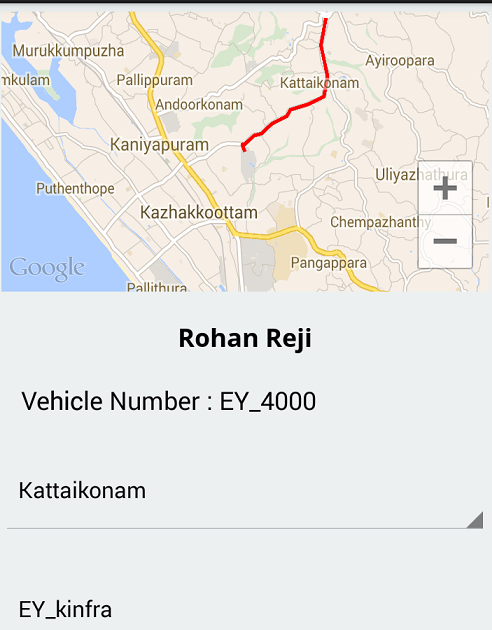 Murukkumpuzha
Ayiroopara
mkulam
Pallippuram
Kattaikonam
Andoorkonam
Kaniyapuram
Puthenthope
Uliyazhathura
+
Kazhakkoottam
Chempazhanthy
−
Google
Pangappara
Pallithura
Rohan Reji
Vehicle Number : EY_4000
Kattaikonam
EY_kinfra